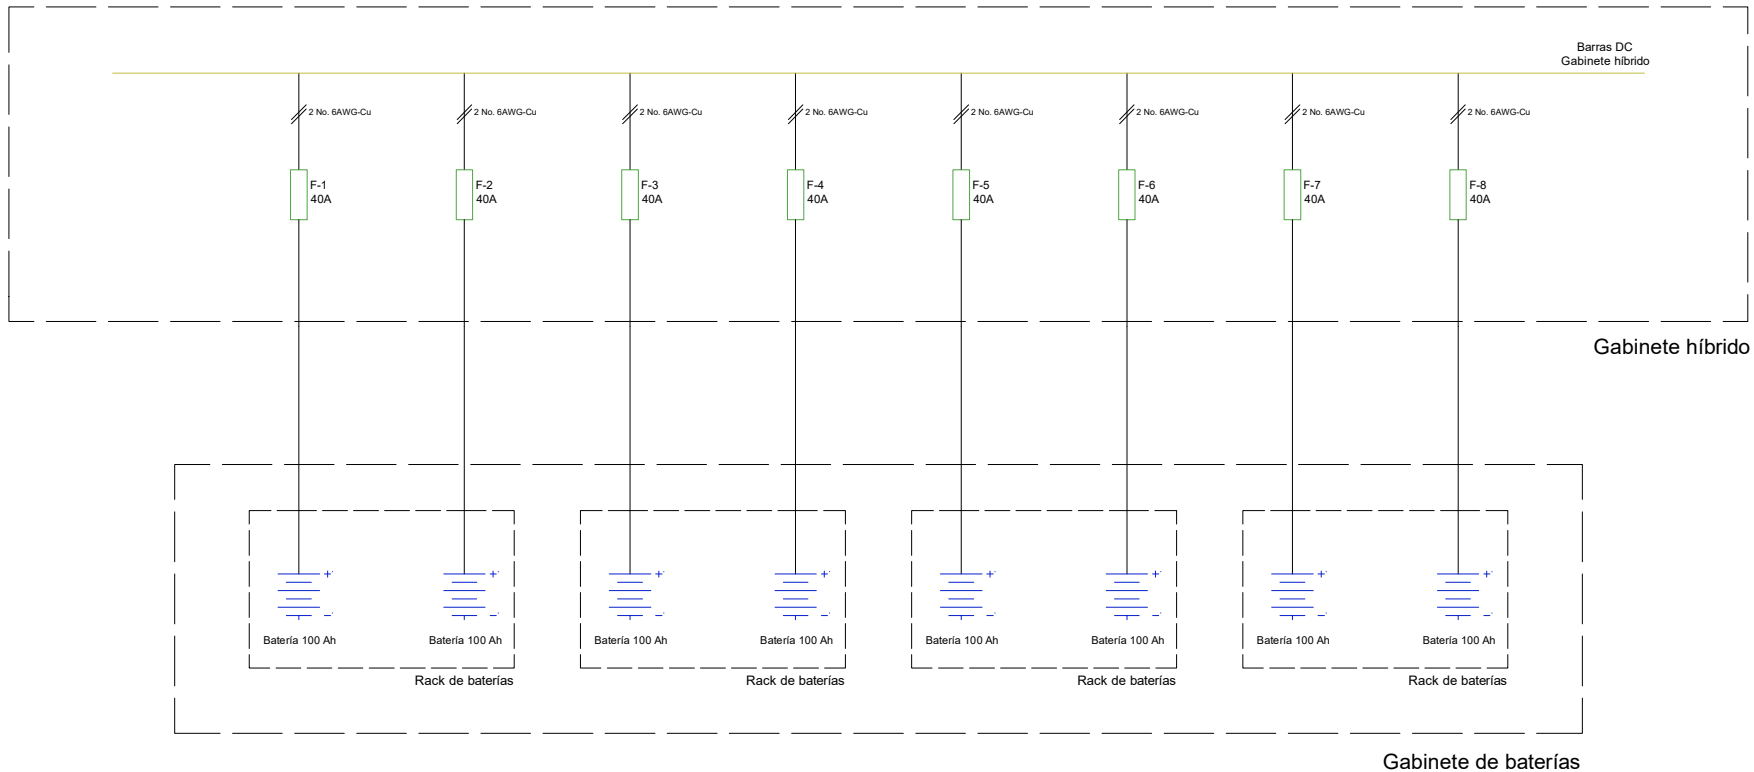 Barras DC
Gabinete híbrido
2 No. 6AWG-Cu
2 No. 6AWG-Cu
2 No. 6AWG-Cu
2 No. 6AWG-Cu
2 No. 6AWG-Cu
2 No. 6AWG-Cu
2 No. 6AWG-Cu
2 No. 6AWG-Cu
F-1
40A
F-2
40A
F-3
40A
F-4
40A
F-5
40A
F-6
40A
F-7
40A
F-8
40A
Gabinete híbrido
Batería 100 Ah
Batería 100 Ah
Batería 100 Ah
Batería 100 Ah
Batería 100 Ah
Batería 100 Ah
Batería 100 Ah
Batería 100 Ah
Rack de baterías
Rack de baterías
Rack de baterías
Rack de baterías
Gabinete de baterías